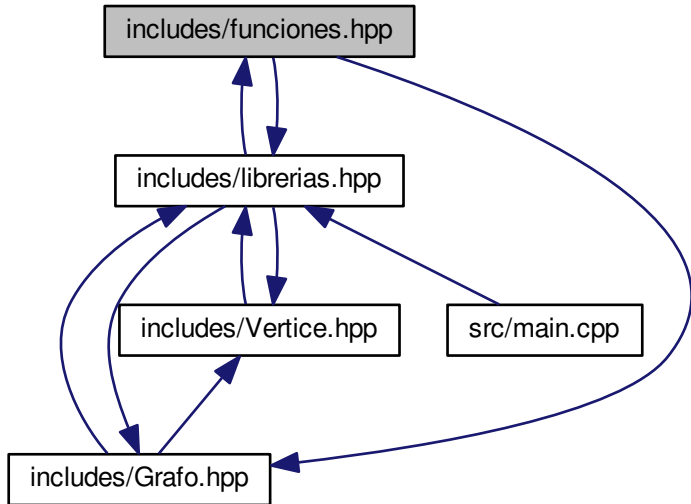 includes/funciones.hpp
includes/librerias.hpp
includes/Vertice.hpp
src/main.cpp
includes/Grafo.hpp